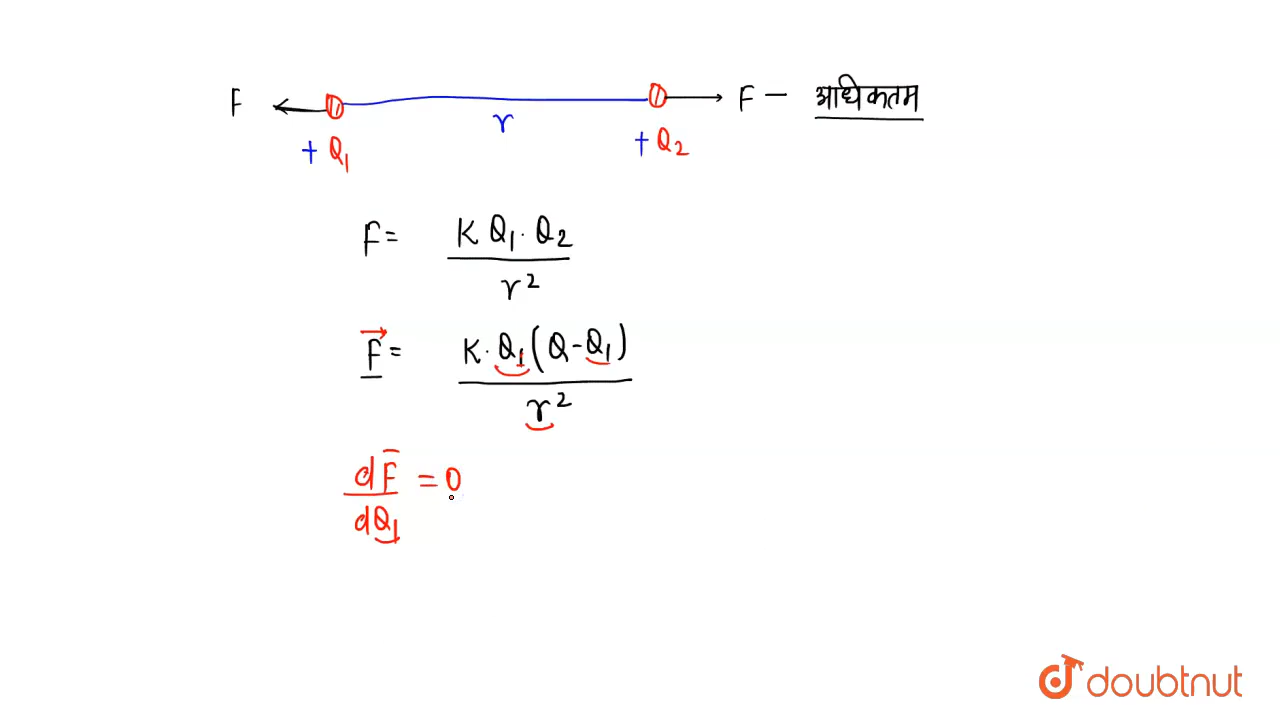 F r F - अधिकतम
+ Q1 + Q2
F = K Q1 . Q2 / r²
F⃗ = K . Q1 (Q - Q1) / r²
dF̄ / dQ1 = 0
doubtnut